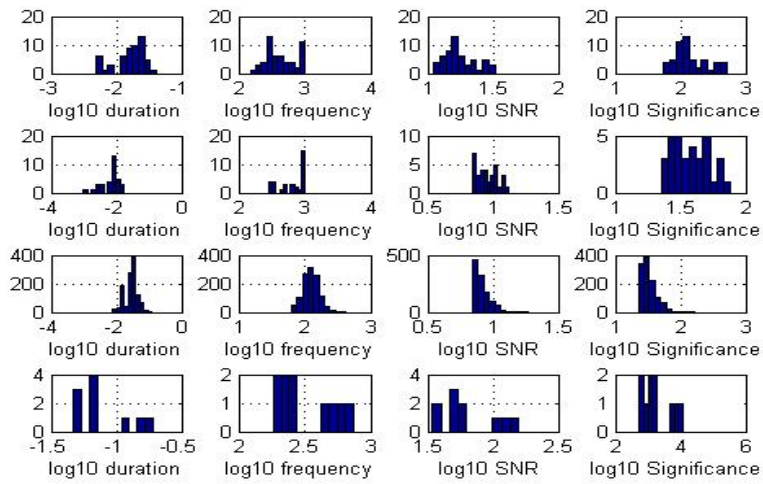 20 20 20 20
10 10 10 10
0 0 0 0
-3 -2 -1 2 3 4 1 1.5 2 1 2 3
log10 duration log10 frequency log10 SNR log10 Significance
20 20 10 5
10 10 5
0 0 0 0
-4 -2 0 2 3 4 0.5 1 1.5 1 1.5 2
log10 duration log10 frequency log10 SNR log10 Significance
400 400 500 400
200 200 200
0 0 0 0
-4 -2 0 1 2 3 0.5 1 1.5 1 2 3
log10 duration log10 frequency log10 SNR log10 Significance
4 2 4 2
2 1 2 1
0 0 0 0
-1.5 -1 -0.5 2 2.5 3 1.5 2 2.5 2 4 6
log10 duration log10 frequency log10 SNR log10 Significance